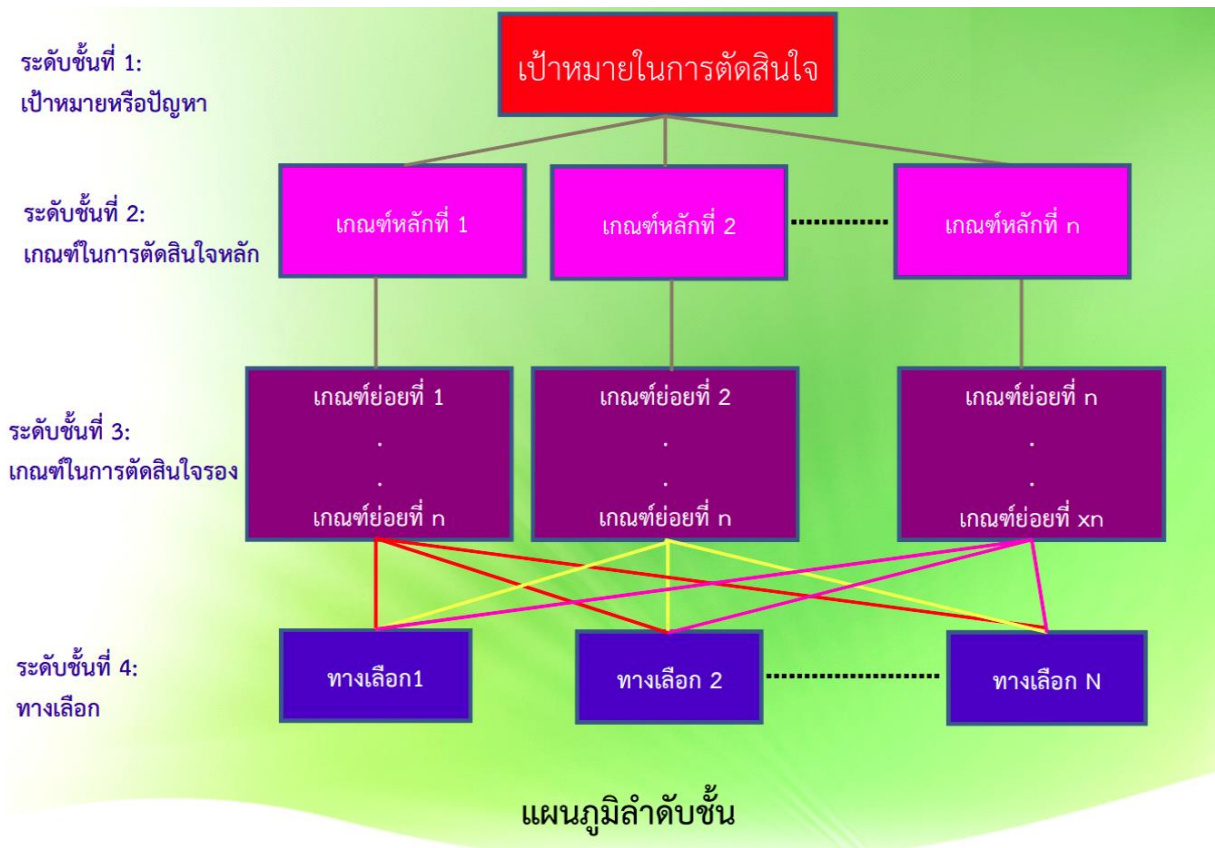 ระดับชั้นที่ 1:
เป้าหมายหรือปัญหา
เป้าหมายในการตัดสินใจ
ระดับชั้นที่ 2:
เกณฑ์ในการตัดสินใจหลัก
เกณฑ์หลักที่ 1
เกณฑ์หลักที่ 2
เกณฑ์หลักที่ n
ระดับชั้นที่ 3:
เกณฑ์ในการตัดสินใจรอง
เกณฑ์ย่อยที่ 1
.
.
เกณฑ์ย่อยที่ n
เกณฑ์ย่อยที่ 2
.
.
เกณฑ์ย่อยที่ n
เกณฑ์ย่อยที่ n
.
.
เกณฑ์ย่อยที่ xn
ระดับชั้นที่ 4:
ทางเลือก
ทางเลือก1
ทางเลือก 2
ทางเลือก N
แผนภูมิลำดับชั้น